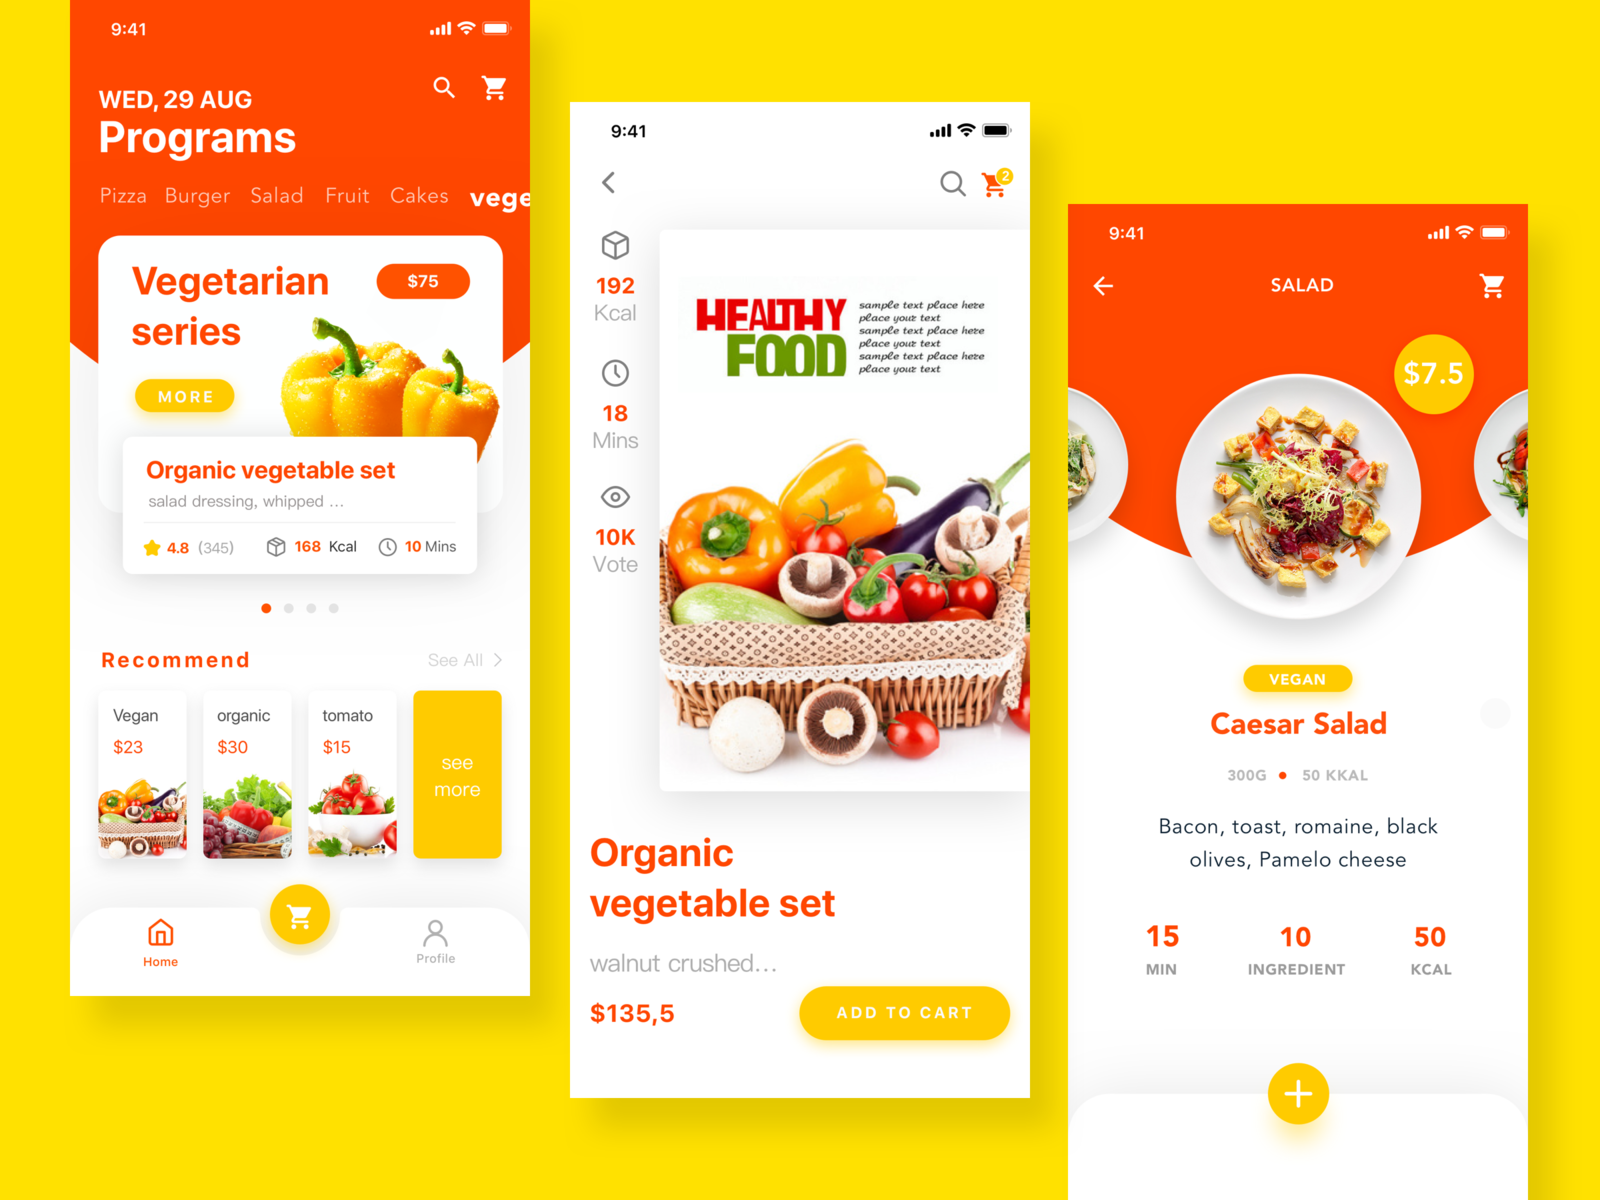 9:41
WED, 29 AUG
Programs
Pizza Burger Salad Fruit Cakes vege
Vegetarian
series
$75
MORE
Organic vegetable set
salad dressing, whipped ...
4.8 (345) 168 Kcal 10 Mins
Recommend See All
Vegan
$23
organic
$30
tomato
$15
see
more
Home
Profile
9:41
2
192
Kcal
18
Mins
10K
Vote
HEALTHY
FOOD
sample text place here
place your text
sample text place here
place your text
sample text place here
place your text
Organic
vegetable set
walnut crushed...
$135,5
ADD TO CART
9:41
SALAD
$7.5
VEGAN
Caesar Salad
300G • 50 KKAL
Bacon, toast, romaine, black
olives, Pamelo cheese
15 10 50
MIN INGREDIENT KCAL